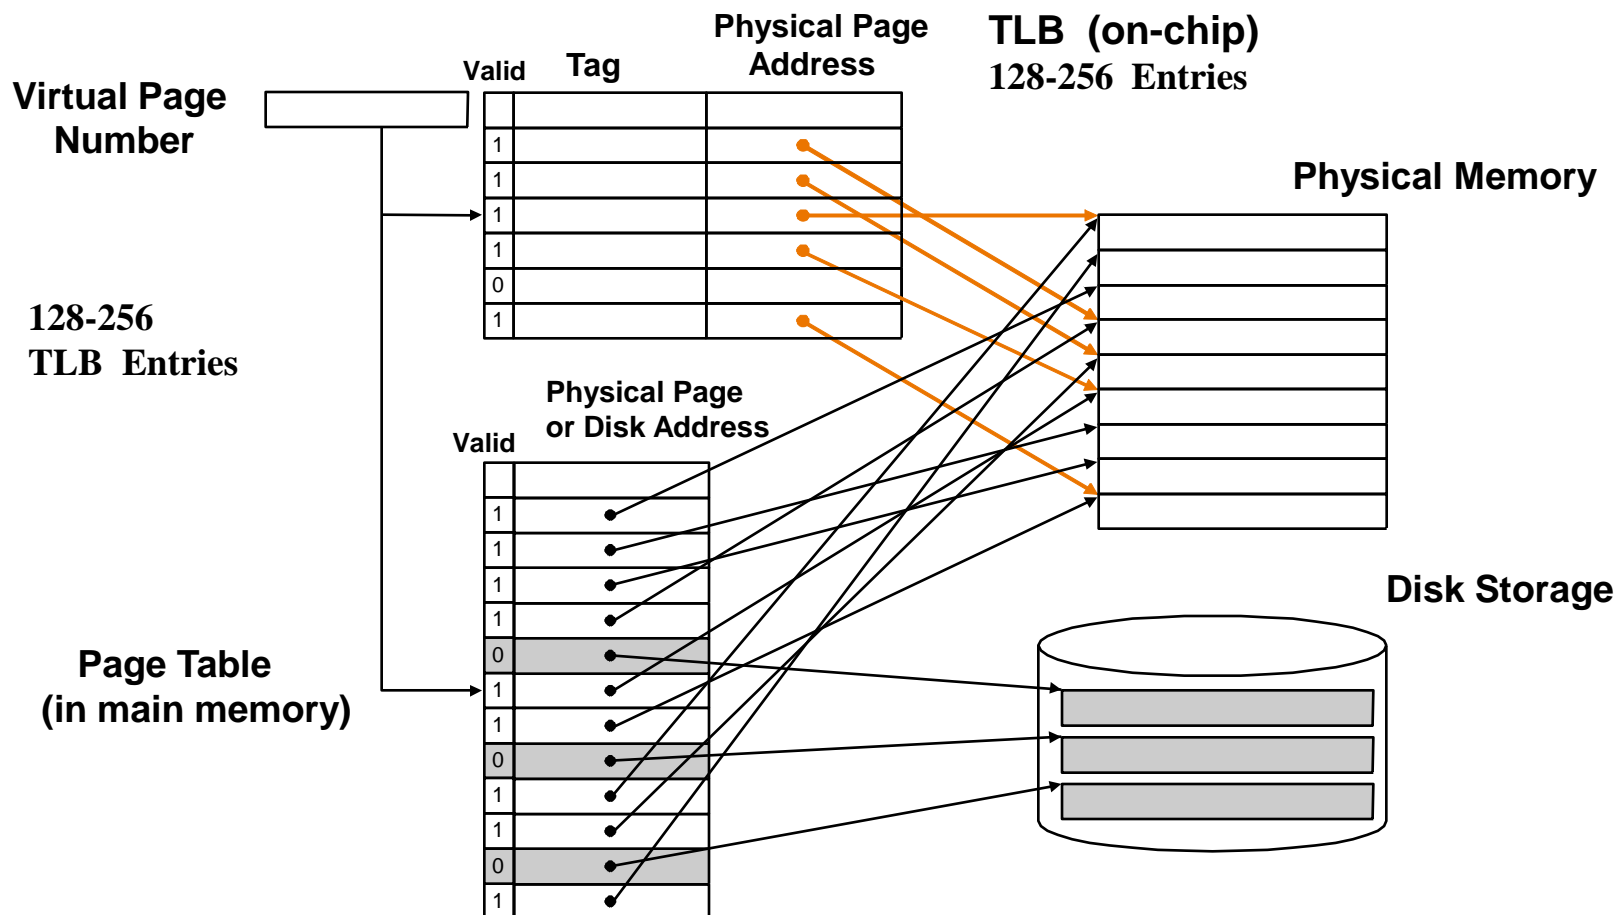 Physical Page
Address
TLB (on-chip)
128-256 Entries
Valid
Tag
Virtual Page
Number
1
1
1
1
0
1
Physical Memory
128-256
TLB Entries
Physical Page
or Disk Address
Valid
1
1
1
1
0
1
1
0
1
1
0
1
Page Table
(in main memory)
Disk Storage